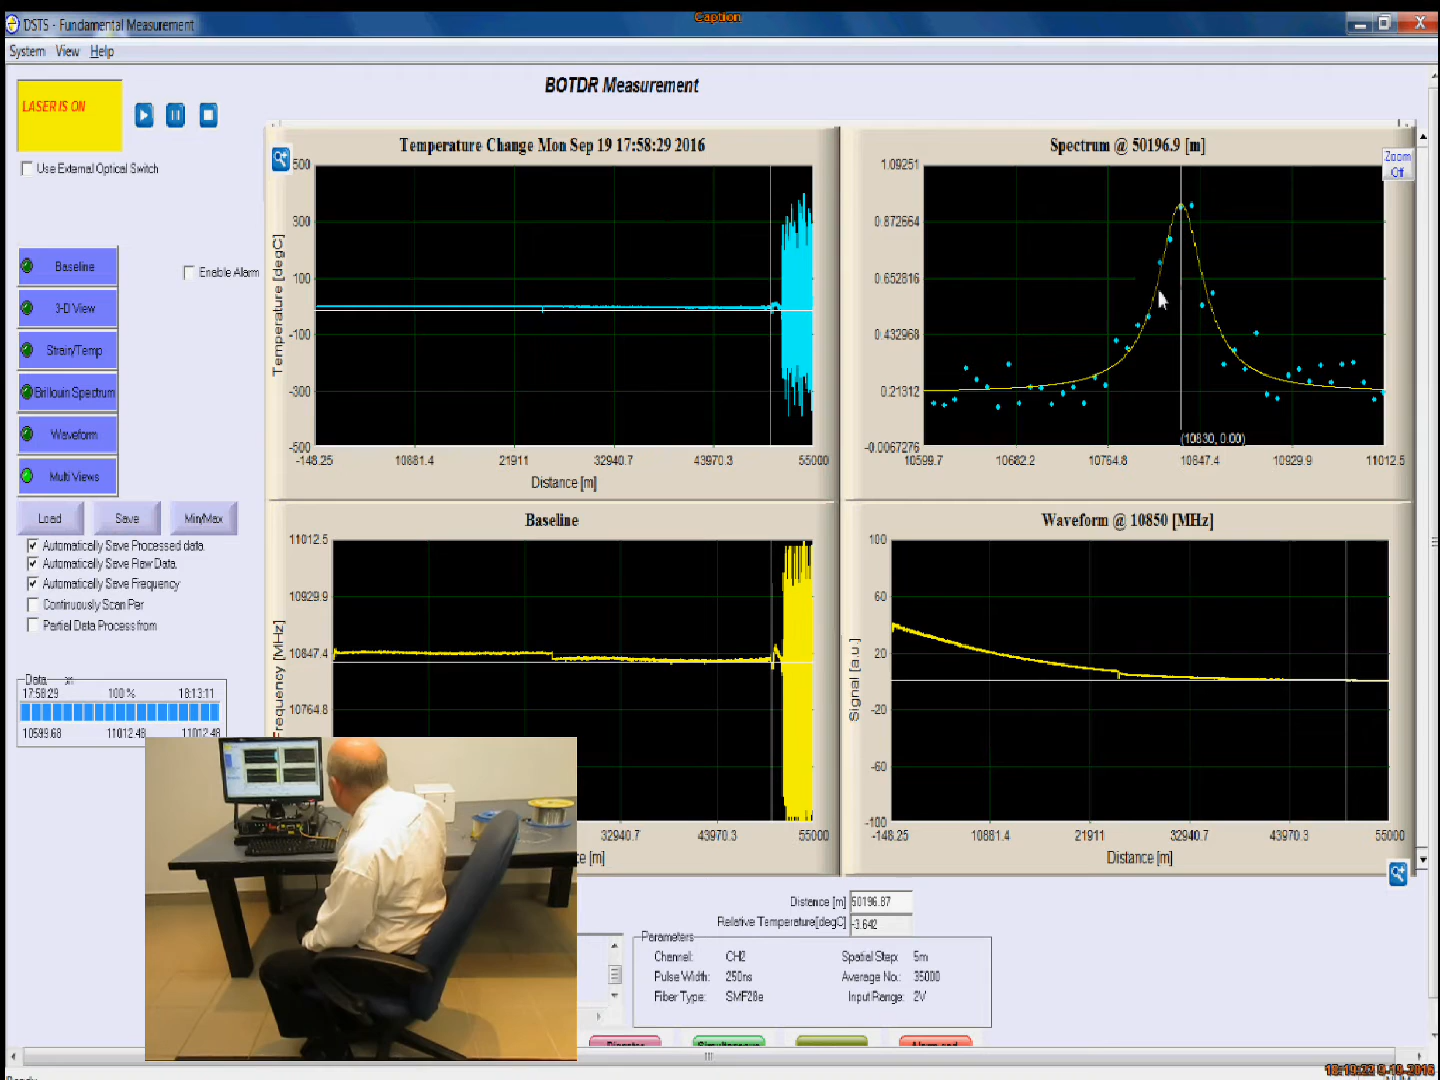 Caption
DSTS - Fundamental Measurement
System View Help
BOTDR Measurement
LASER IS ON
Use External Optical Switch
Baseline
Enable Alarm
3-D View
Strain/Temp
Brillouin Spectrum
Waveform
Multi Views
Load Save Min/Max
Automatically Save Processed data
Automatically Save Raw Data
Automatically Save Frequency
Continuously Scan Per
Partial Data Process from
Data
17:58:29 100 % 18:13:11
10599.68 11012.48 11012.48
Temperature Change Mon Sep 19 17:58:29 2016
Temperature [degC]
500
300
100
-100
-300
-500
-148.25 10881.4 21911 32940.7 43970.3 55000
Distance [m]
Spectrum @ 50196.9 [m]
Zoom
Off
1.09251
0.872664
0.652816
0.432968
0.21312
-0.0067276
(10830, 0.00)
10599.7 10682.2 10764.8 10847.4 10929.9 11012.5
Baseline
Frequency [MHz]
11012.5
10929.9
10847.4
10764.8
32940.7 43970.3 55000
Waveform @ 10850 [MHz]
Signal [a.u.]
100
60
20
-20
-60
-100
-148.25 10881.4 21911 32940.7 43970.3 55000
Distance [m]
Distance [m] 50196.87
Relative Temperature[degC] -3.642
Parameters
Channel: CH2 Spatial Step: 5m
Pulse Width: 250ns Average No.: 35000
Fiber Type: SMF28e Input Range: 2V